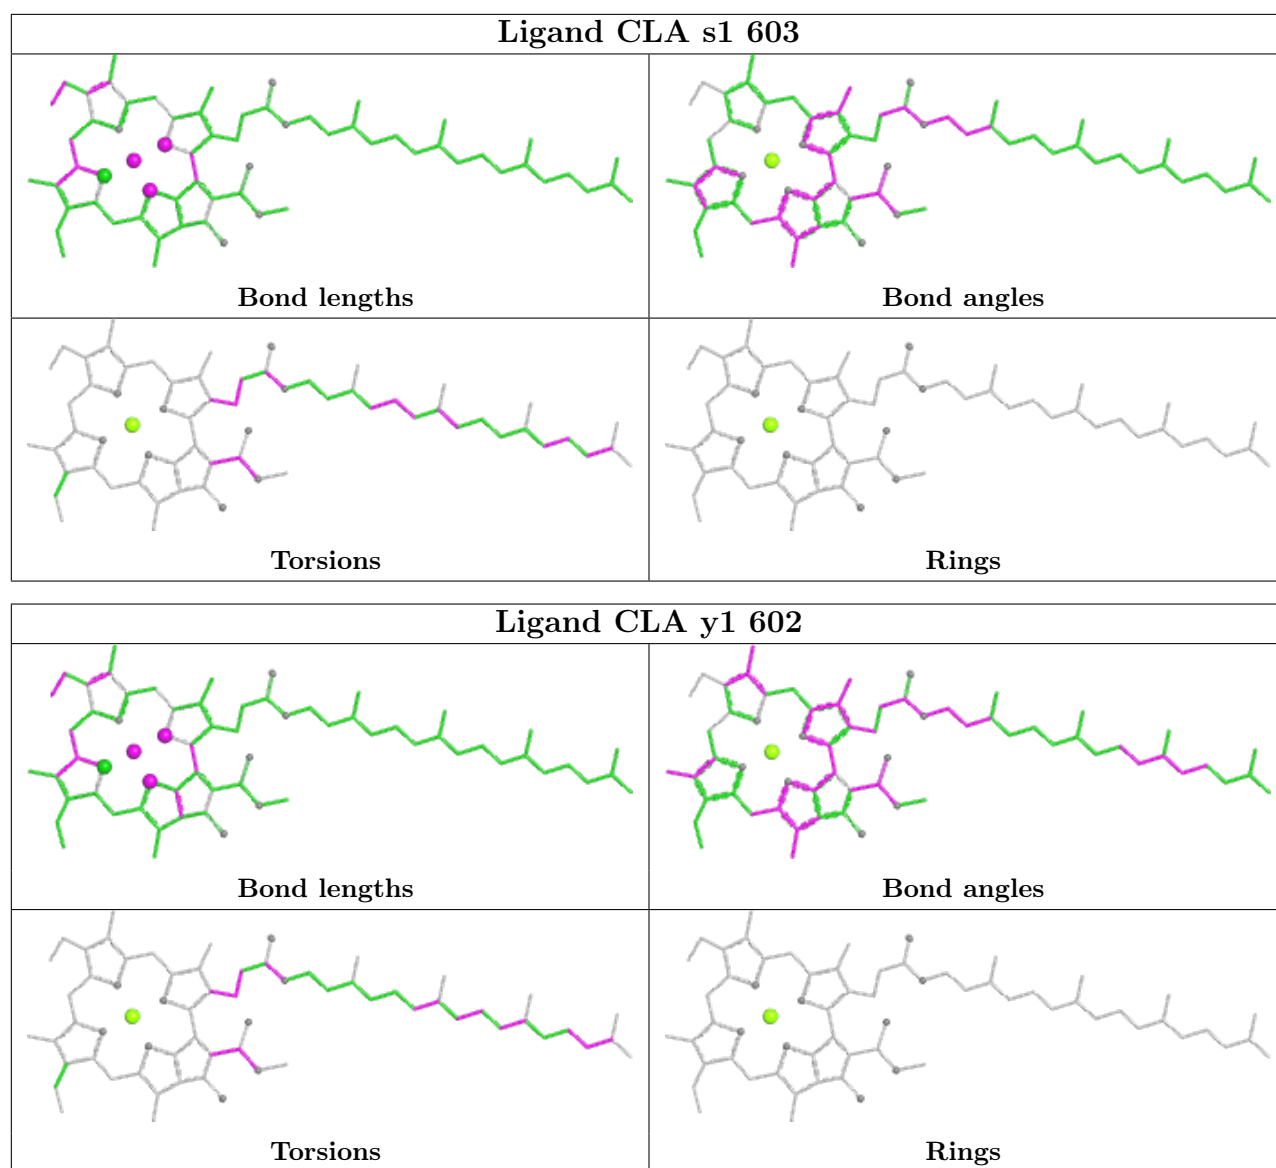 Ligand CLA s1 603
Bond lengths
Bond angles
Torsions
Rings
Ligand CLA y1 602
Bond lengths
Bond angles
Torsions
Rings